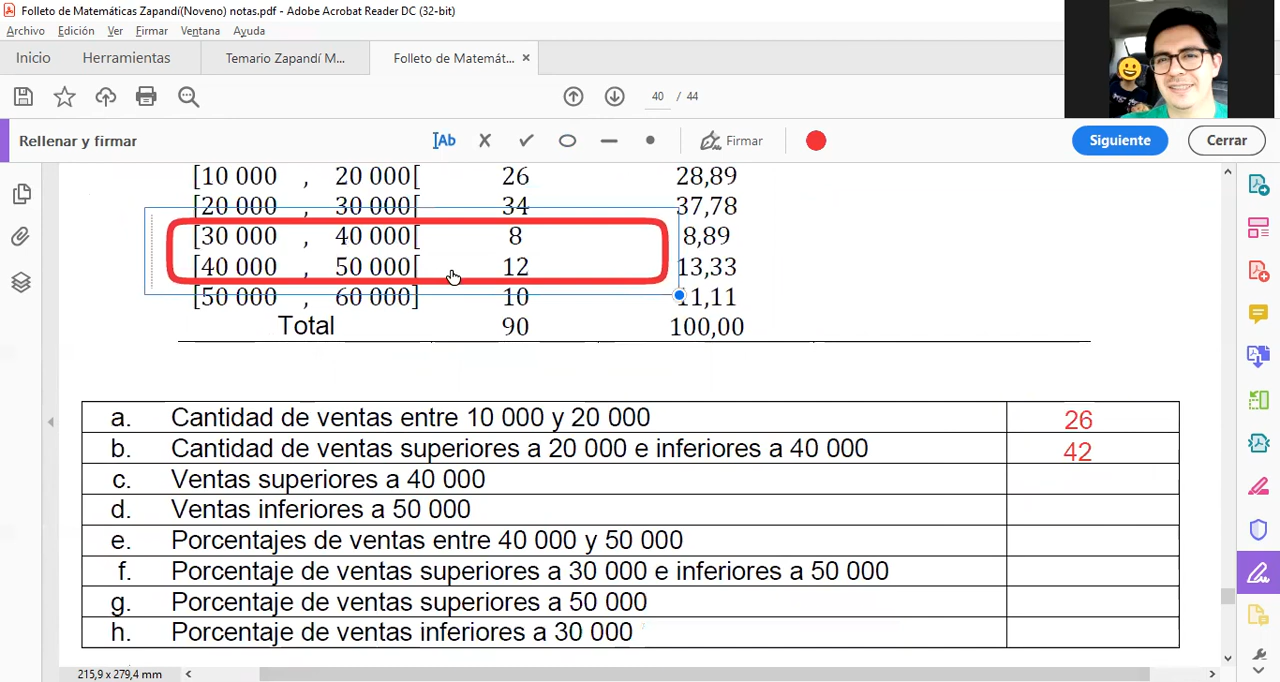 Folleto de Matemáticas Zapandí(Noveno) notas.pdf - Adobe Acrobat Reader DC (32-bit)
Archivo Edición Ver Firmar Ventana Ayuda
Inicio Herramientas Temario Zapandí M... Folleto de Matemát... ×
40 / 44
Rellenar y firmar Ab Firmar Siguiente Cerrar
[10 000 , 20 000[ 26 28,89
[20 000 , 30 000[ 34 37,78
[30 000 , 40 000[ 8 8,89
[40 000 , 50 000[ 12 13,33
[50 000 , 60 000] 10 11,11
Total 90 100,00
a. Cantidad de ventas entre 10 000 y 20 000 26
b. Cantidad de ventas superiores a 20 000 e inferiores a 40 000 42
c. Ventas superiores a 40 000
d. Ventas inferiores a 50 000
e. Porcentajes de ventas entre 40 000 y 50 000
f. Porcentaje de ventas superiores a 30 000 e inferiores a 50 000
g. Porcentaje de ventas superiores a 50 000
h. Porcentaje de ventas inferiores a 30 000
215,9 x 279,4 mm